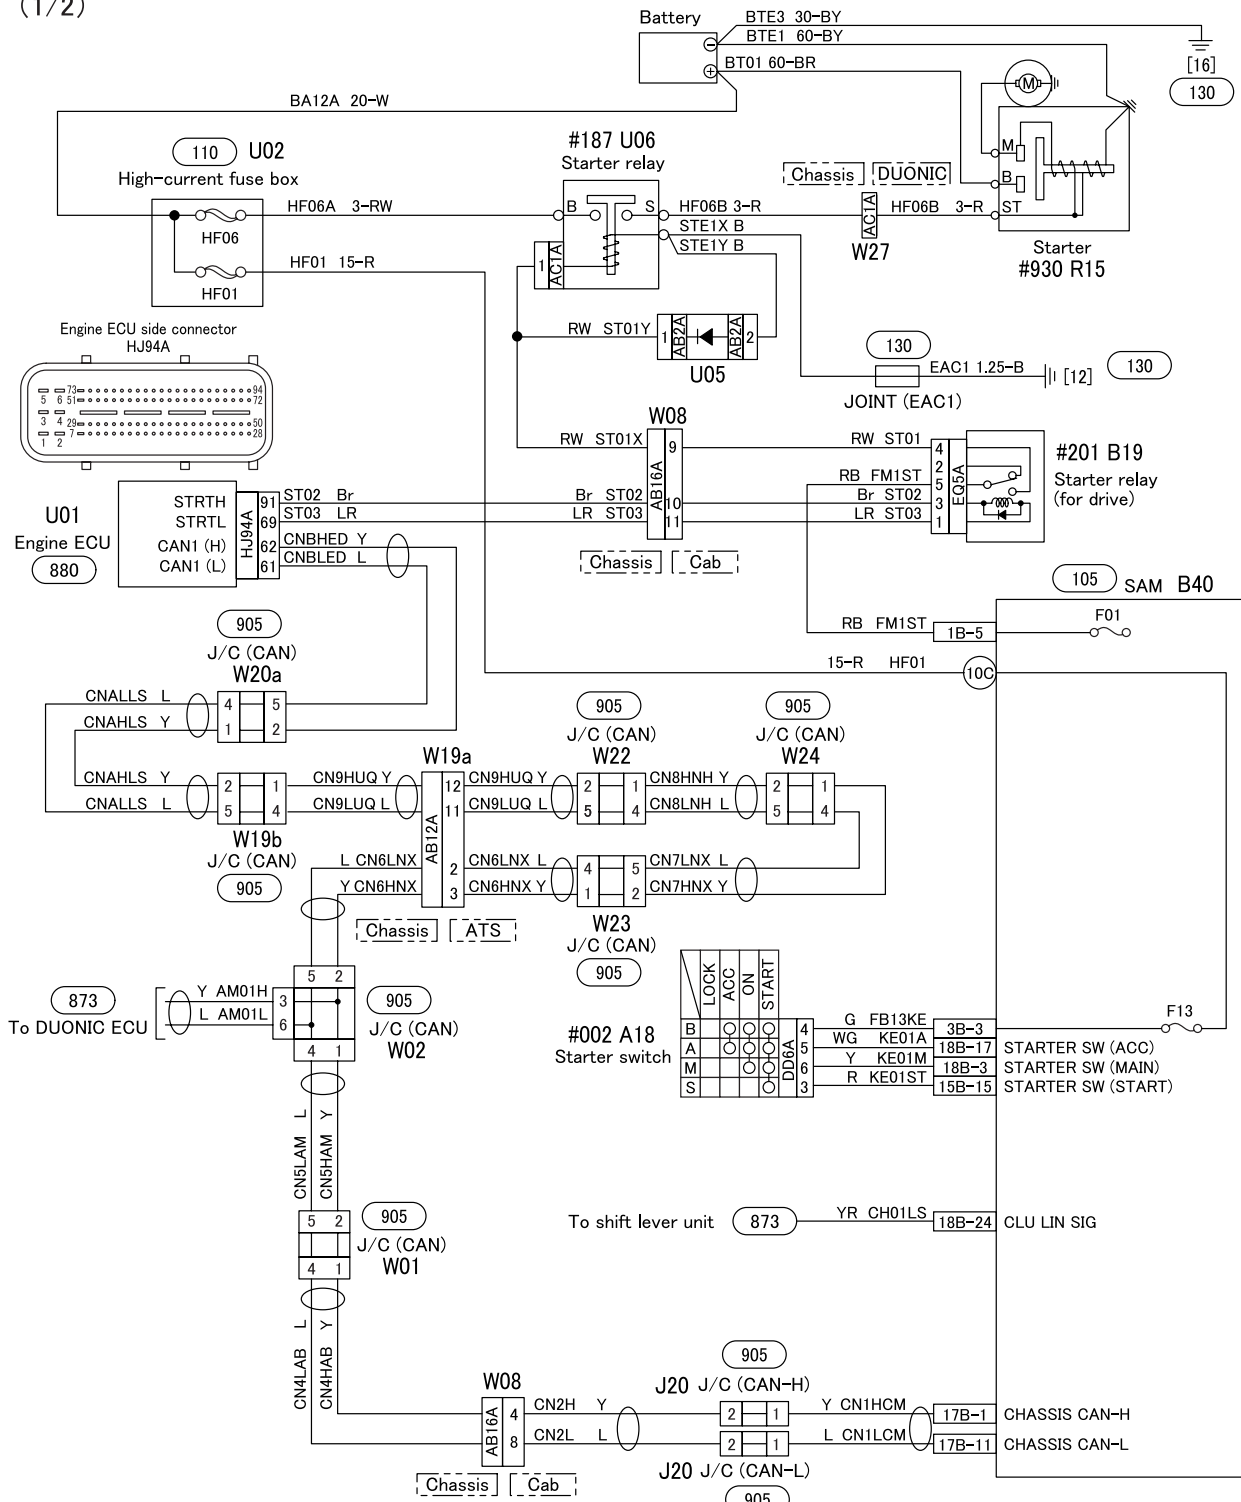 (1/2)
Battery
BTE3 30-BY
BTE1 60-BY
BT01 60-BR
[16]
130
BA12A 20-W
M
110 U02
High-current fuse box
#187 U06
Starter relay
Chassis DUONIC
M
B
HF06A 3-RW
B S
HF06B 3-R
AC1A
HF06B 3-R
ST
HF06
STE1X B
STE1Y B
W27
Starter
#930 R15
HF01 15-R
1 AC1A
HF01
Engine ECU side connector
HJ94A
RW ST01Y
1 AB2A AB2A 2
U05
130
EAC1 1.25-B
[12]
130
JOINT (EAC1)
73 94
5 6 51 72
3 4 29 50
1 2 7 28
W08
RW ST01X
9
AB16A
RW ST01
4
2
RB FM1ST
5
EQ5A
#201 B19
Starter relay
(for drive)
U01
Engine ECU
880
STRTH 91 ST02 Br
Br ST02 10
Br ST02 3
STRTL 69 ST03 LR
LR ST03 11
LR ST03 1
HJ94A
CAN1 (H) 62 CNBHED Y
CAN1 (L) 61 CNBLED L
Chassis Cab
105 SAM B40
905
J/C (CAN)
W20a
RB FM1ST 1B-5
F01
15-R HF01 10C
CNALLS L 4 5
CNAHLS Y 1 2
905
J/C (CAN)
W22
905
J/C (CAN)
W24
W19a
CNAHLS Y 2 1 CN9HUQ Y 12 CN9HUQ Y 2 1 CN8HNH Y 2 1
CNALLS L 5 4 CN9LUQ L 11 CN9LUQ L 5 4 CN8LNH L 5 4
W19b
J/C (CAN)
905
AB12A
L CN6LNX 2 CN6LNX L 4 5 CN7LNX L
Y CN6HNX 3 CN6HNX Y 1 2 CN7HNX Y
W23
J/C (CAN)
905
Chassis ATS
5 2
873
To DUONIC ECU
Y AM01H 3
L AM01L 6
4 1
905
J/C (CAN)
W02
#002 A18
Starter switch
LOCK ACC ON START
B 4 G FB13KE 3B-3
F13
A 5 WG KE01A 18B-17 STARTER SW (ACC)
M 6 Y KE01M 18B-3 STARTER SW (MAIN)
S 3 R KE01ST 15B-15 STARTER SW (START)
DD6A
CN5LAM L
CN5HAM Y
5 2
4 1
905
J/C (CAN)
W01
To shift lever unit 873
YR CH01LS 18B-24 CLU LIN SIG
CN4LAB L
CN4HAB Y
W08
AB16A
905
J20 J/C (CAN-H)
4 CN2H Y 2 1 Y CN1HCM 17B-1 CHASSIS CAN-H
8 CN2L L 2 1 L CN1LCM 17B-11 CHASSIS CAN-L
J20 J/C (CAN-L)
905
Chassis Cab